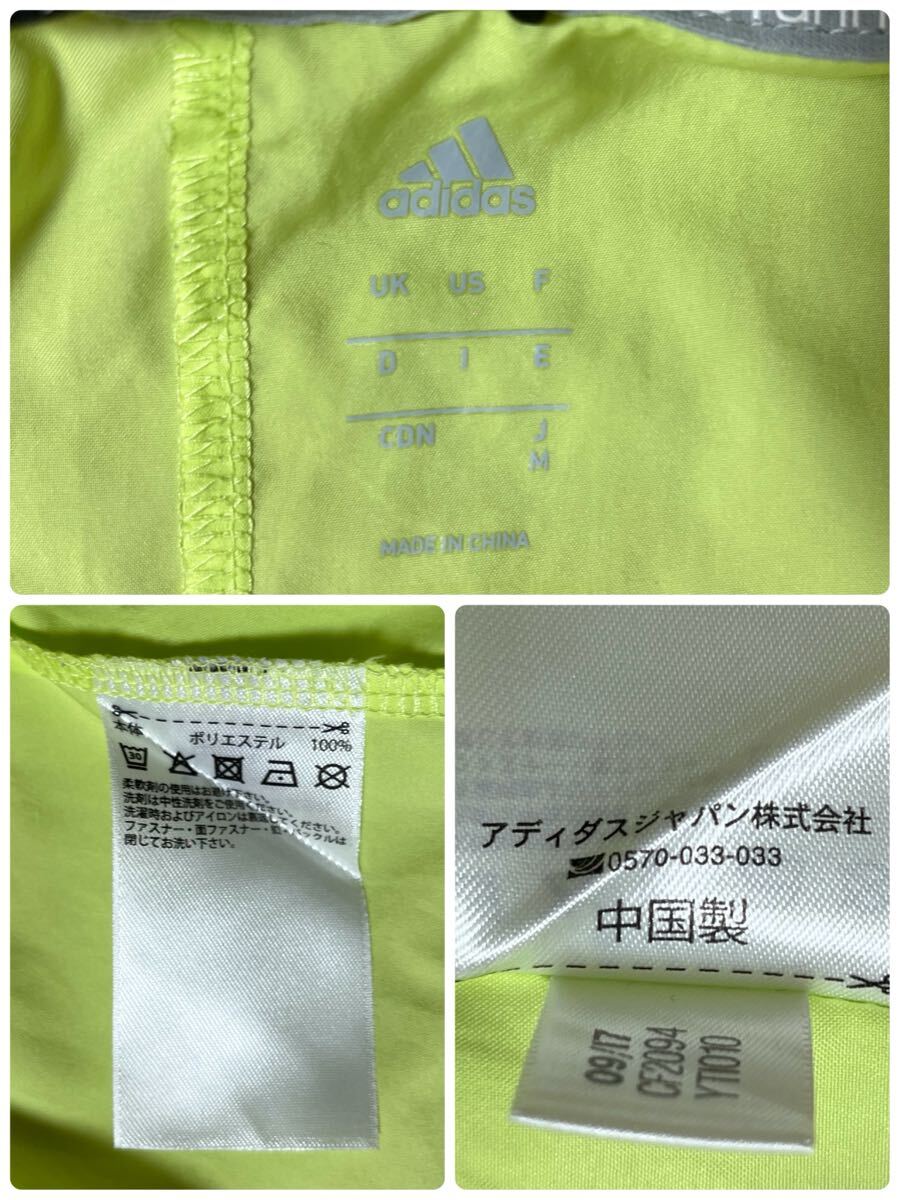 adidas
UK US F
D I E
CDN J
M
MADE IN CHINA
本体
ポリエステル 100%
30
柔軟剤の使用はお避け下さい。
洗剤は中性洗剤をご使用ください。
洗濯時およびアイロンは裏返してください。
ファスナー・面ファスナー・バックルは
閉じてお洗い下さい。
アディダスジャパン株式会社
0570-033-033
中国製
09/17
CF2094
YTI010